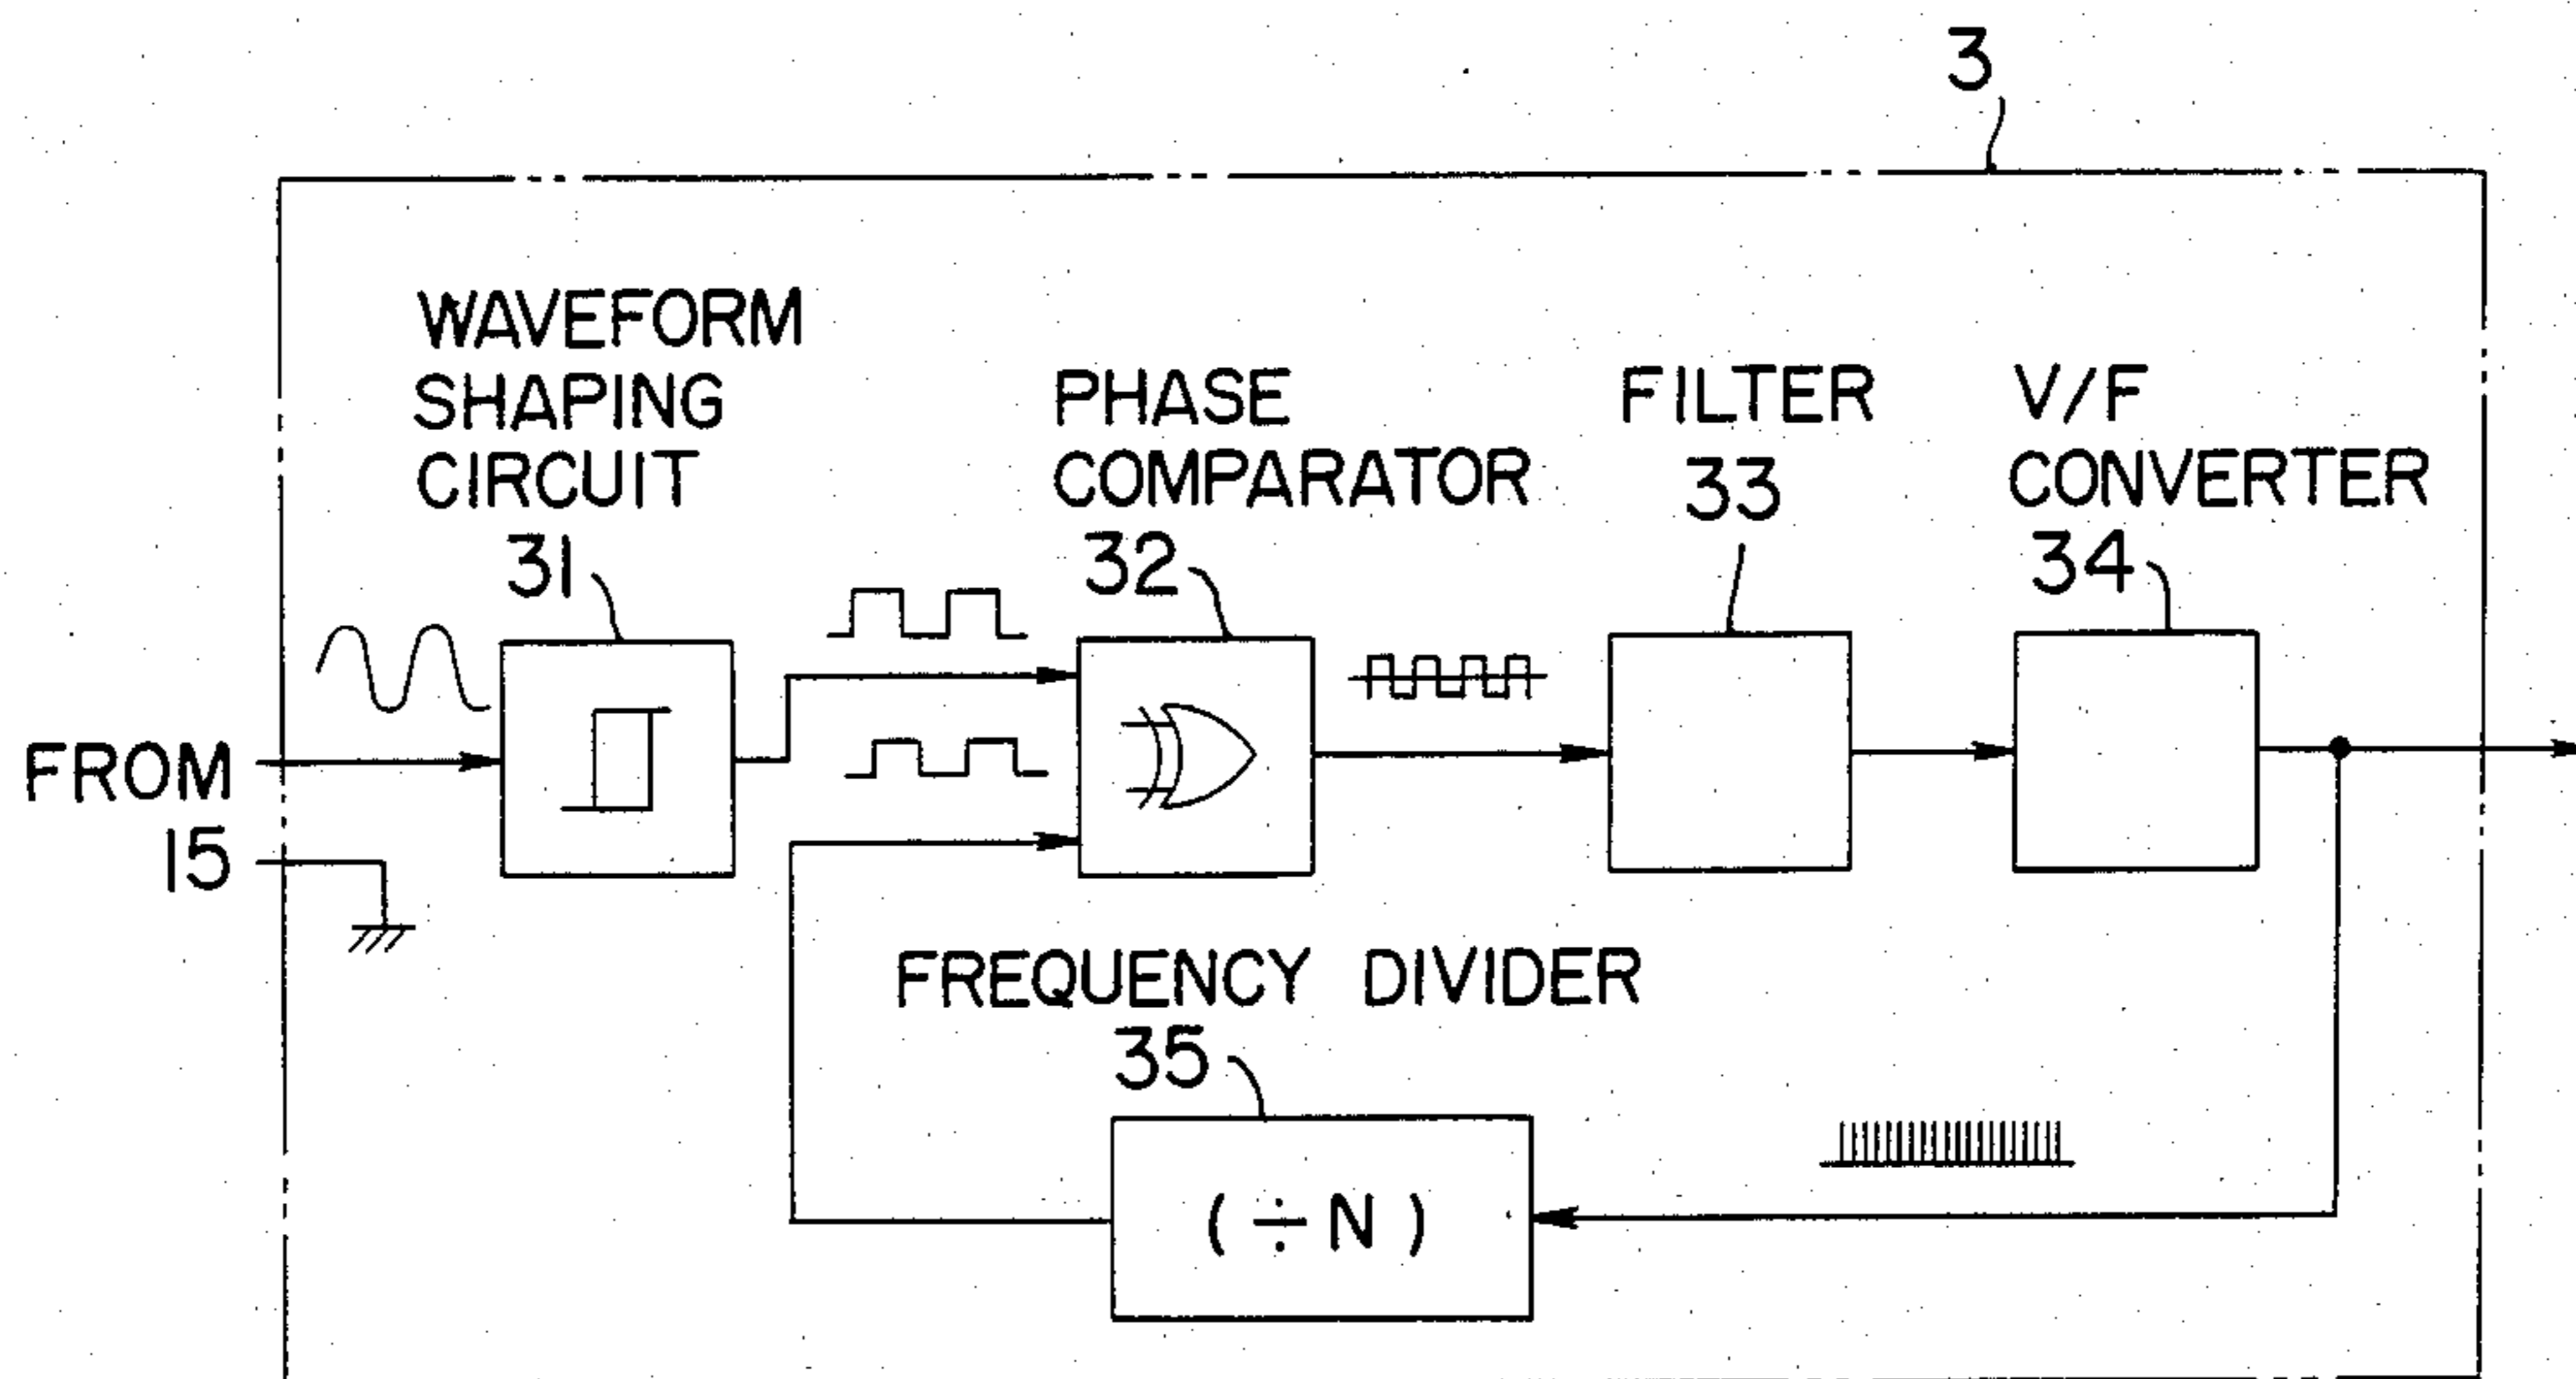 3
WAVEFORM
SHAPING
CIRCUIT
31
PHASE
COMPARATOR
32
FILTER
33
V/F
CONVERTER
34
FROM
15
FREQUENCY DIVIDER
35
(÷N)